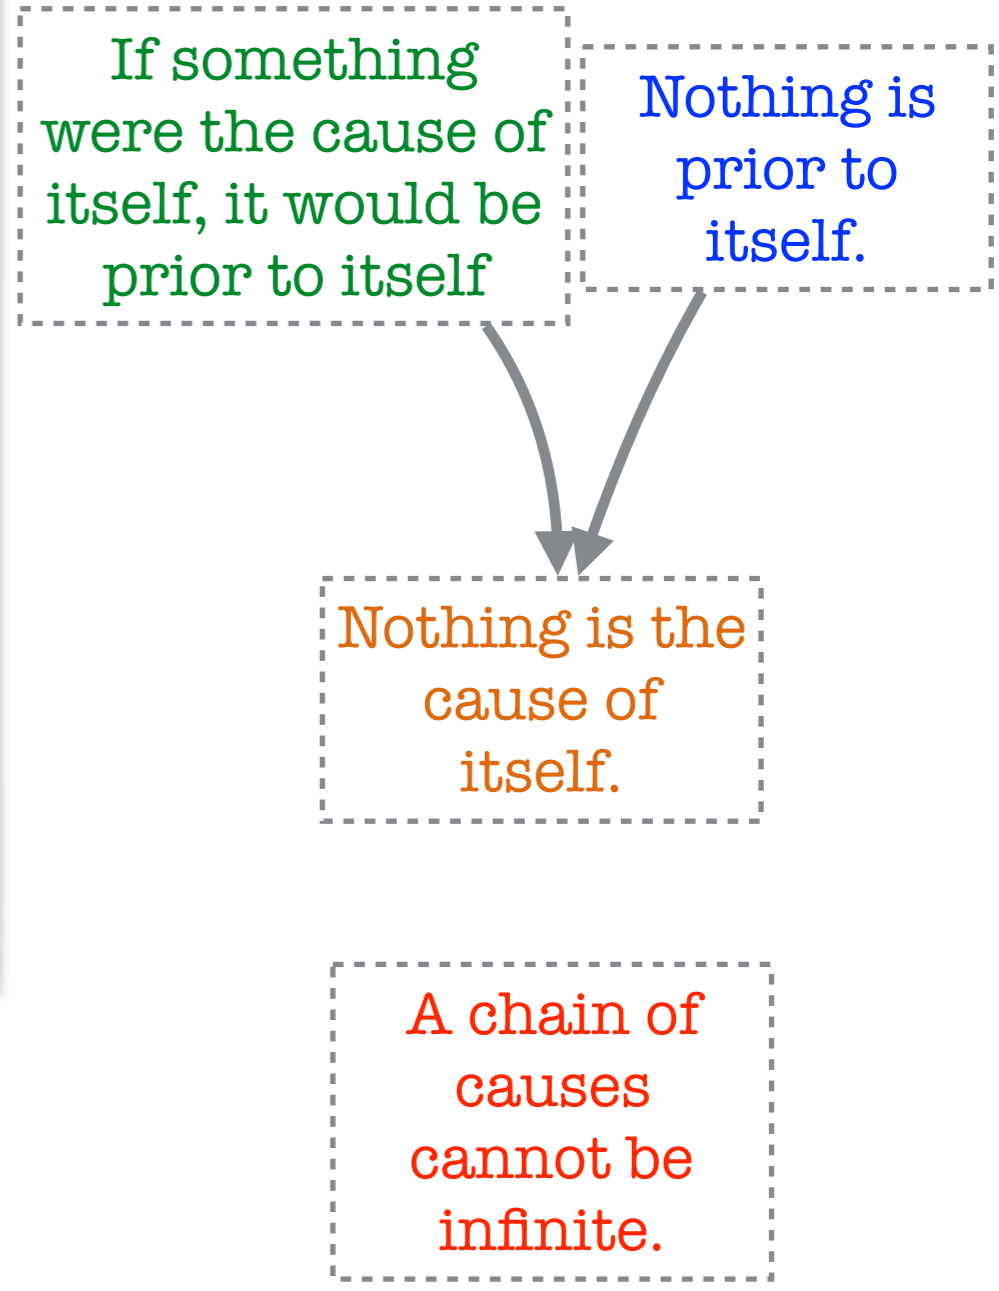 If something
were the cause of
itself, it would be
prior to itself
Nothing is
prior to
itself.
Nothing is the
cause of
itself.
A chain of
causes
cannot be
infinite.